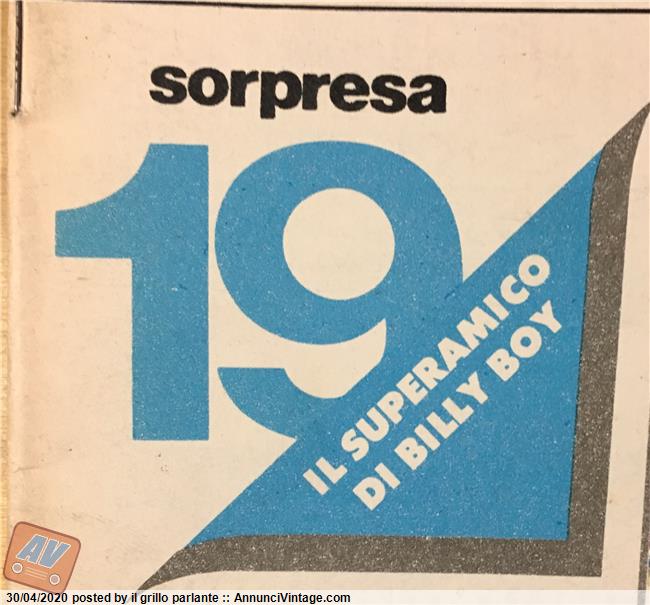 sorpresa
19
IL SUPERAMICO
DI BILLY BOY
AV
30/04/2020 posted by il grillo parlante :: AnnunciVintage.com